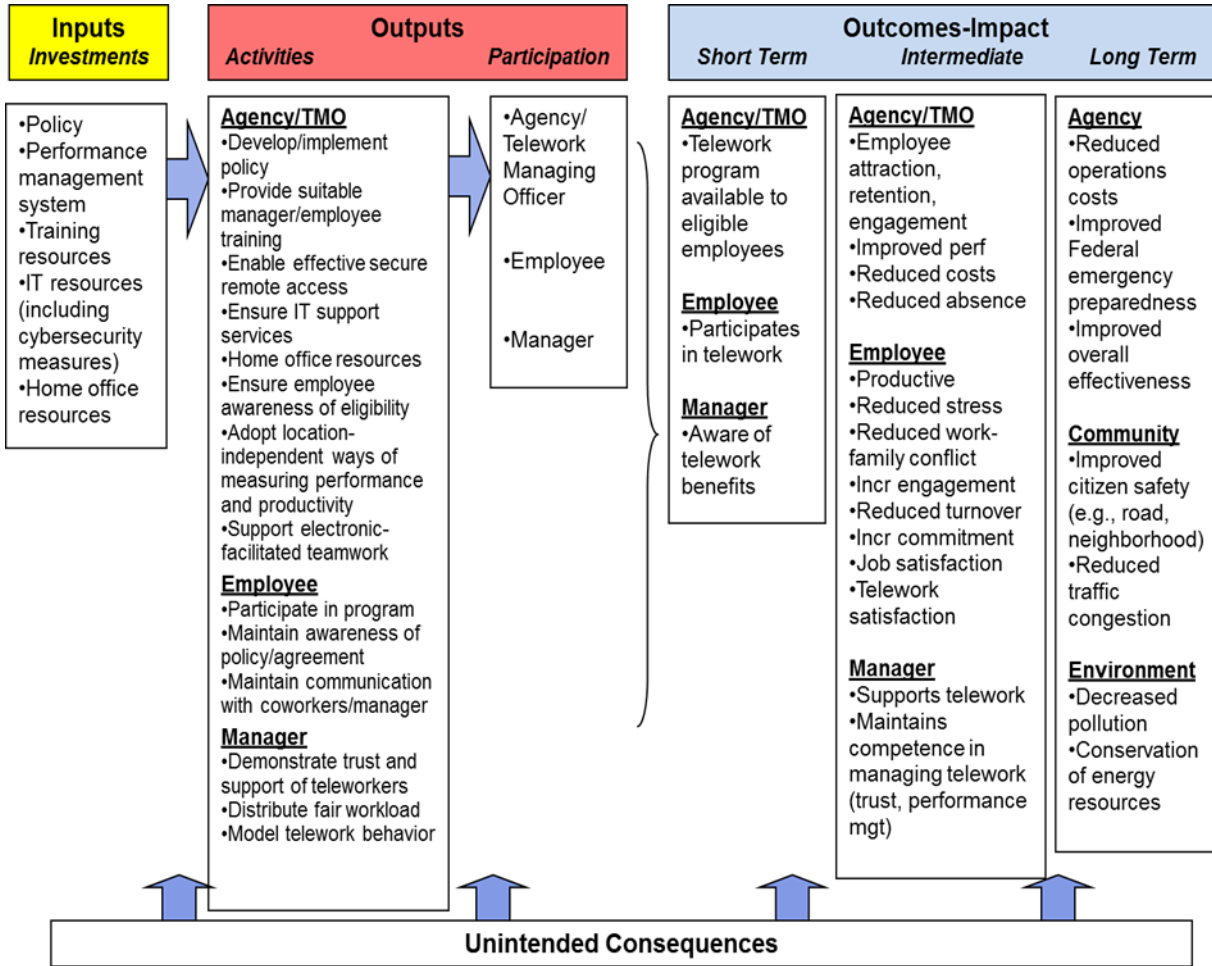 Inputs
Investments
Outputs
Activities
Participation
Outcomes-Impact
Short Term
Intermediate
Long Term
•Policy
•Performance
management
system
•Training
resources
•IT resources
(including
cybersecurity
measures)
•Home office
resources
Agency/TMO
•Develop/implement
policy
•Provide suitable
manager/employee
training
•Enable effective secure
remote access
•Ensure IT support
services
•Home office resources
•Ensure employee
awareness of eligibility
•Adopt location-
independent ways of
measuring performance
and productivity
•Support electronic-
facilitated teamwork
Employee
•Participate in program
•Maintain awareness of
policy/agreement
•Maintain communication
with coworkers/manager
Manager
•Demonstrate trust and
support of teleworkers
•Distribute fair workload
•Model telework behavior
•Agency/
Telework
Managing
Officer
•Employee
•Manager
Agency/TMO
•Telework
program
available to
eligible
employees
Employee
•Participates
in telework
Manager
•Aware of
telework
benefits
Agency/TMO
•Employee
attraction,
retention,
engagement
•Improved perf
•Reduced costs
•Reduced absence
Employee
•Productive
•Reduced stress
•Reduced work-
family conflict
•Incr engagement
•Reduced turnover
•Incr commitment
•Job satisfaction
•Telework
satisfaction
Manager
•Supports telework
•Maintains
competence in
managing telework
(trust, performance
mgt)
Agency
•Reduced
operations
costs
•Improved
Federal
emergency
preparedness
•Improved
overall
effectiveness
Community
•Improved
citizen safety
(e.g., road,
neighborhood)
•Reduced
traffic
congestion
Environment
•Decreased
pollution
•Conservation
of energy
resources
Unintended Consequences